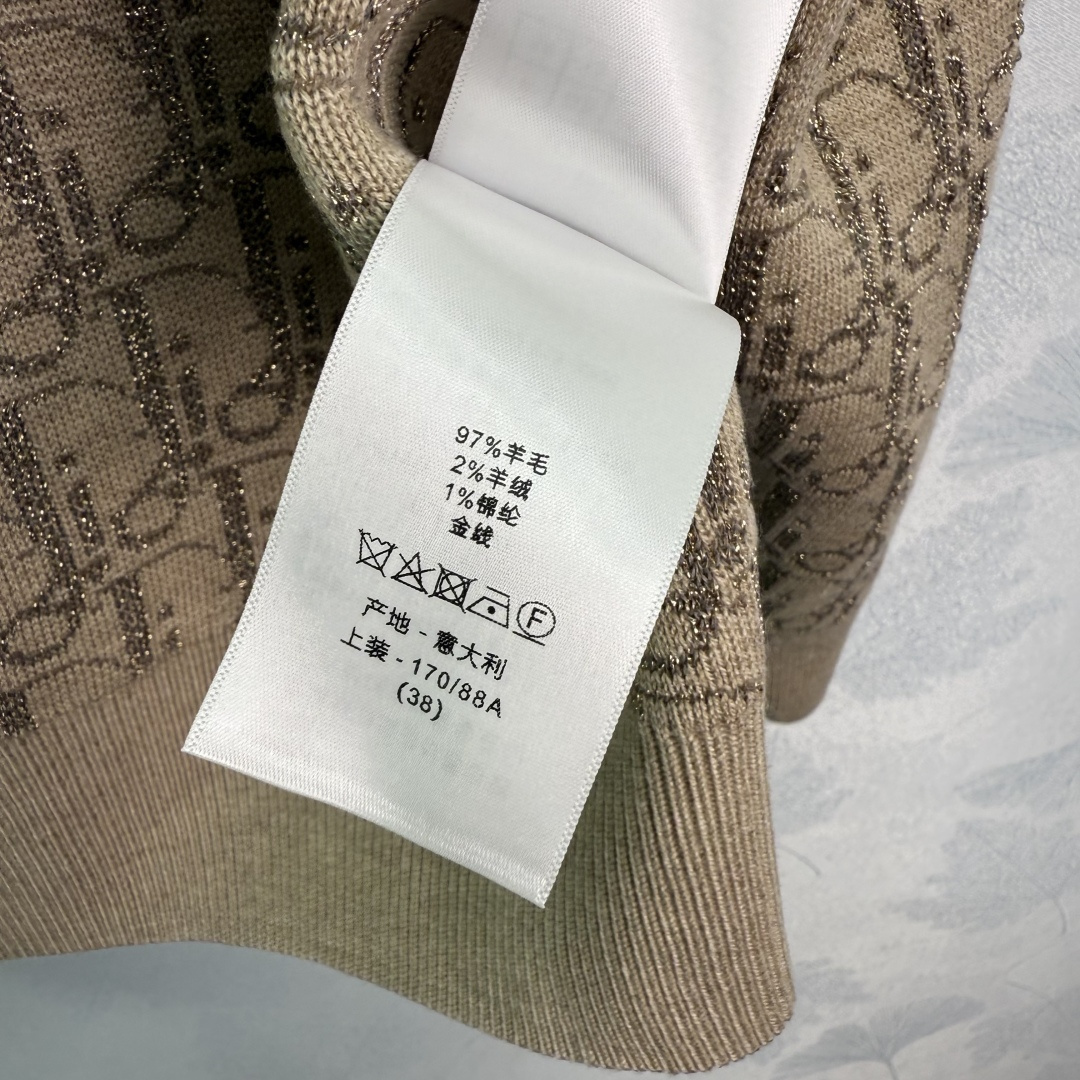 97%羊毛
2%羊绒
1%锦纶
金线
F
产地 - 意大利
上装 - 170/88A
(38)